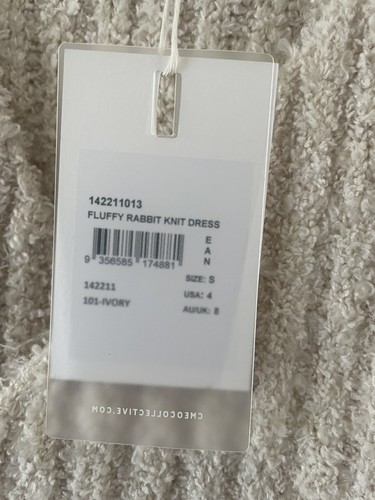 142211013
FLUFFY RABBIT KNIT DRESS
EAN
9 356585 174881
SIZE: S
142211
USA: 4
101-IVORY
AU/UK: 8
CMEOCOLLECTIVE.COM